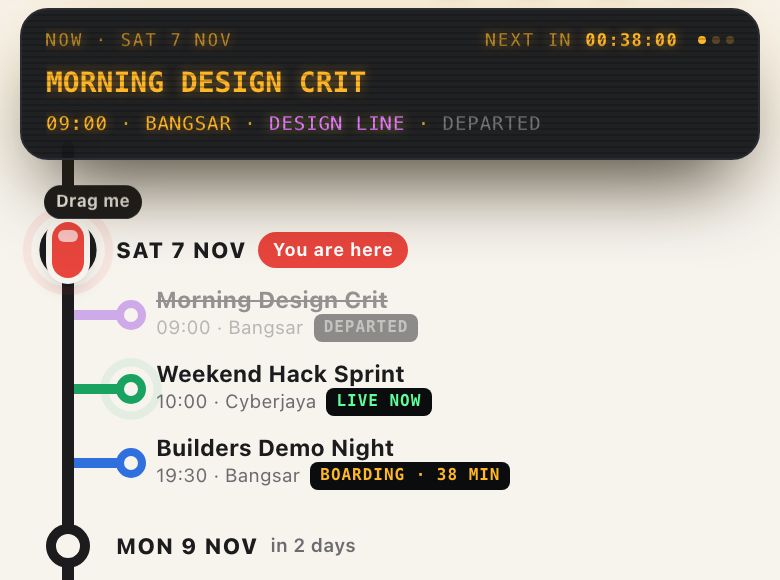 NOW · SAT 7 NOV NEXT IN 00:38:00
MORNING DESIGN CRIT
09:00 · BANGSAR · DESIGN LINE · DEPARTED
Drag me
SAT 7 NOV You are here
Morning Design Crit
09:00 · Bangsar DEPARTED
Weekend Hack Sprint
10:00 · Cyberjaya LIVE NOW
Builders Demo Night
19:30 · Bangsar BOARDING · 38 MIN
MON 9 NOV in 2 days